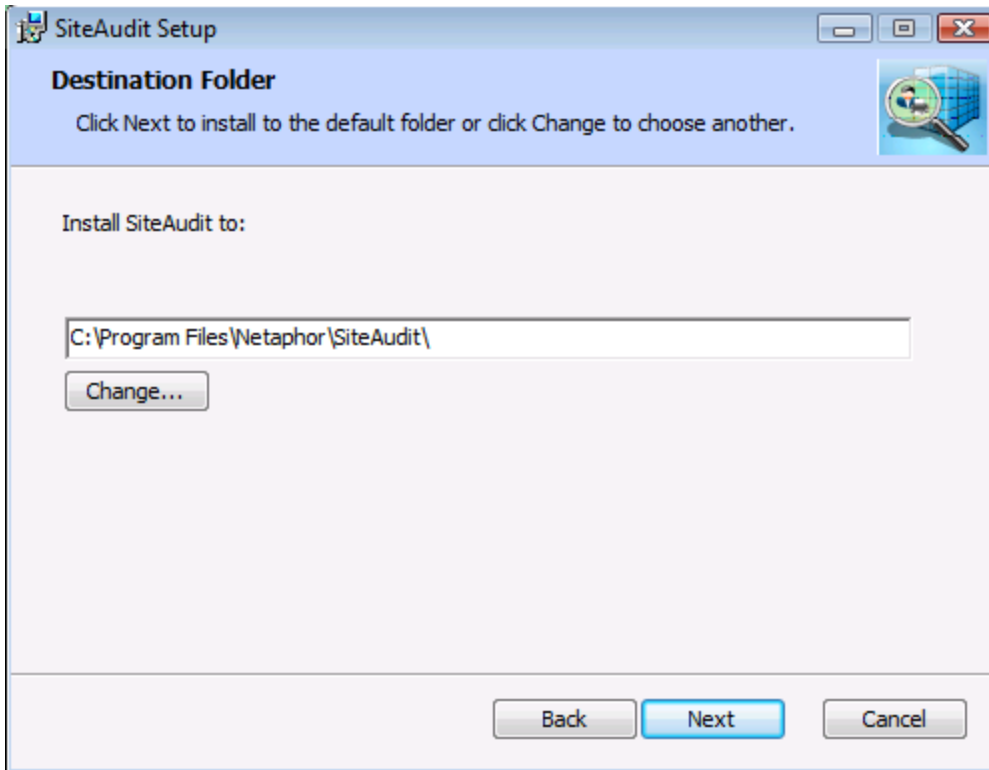 SiteAudit Setup
Destination Folder
Click Next to install to the default folder or click Change to choose another.
Install SiteAudit to:
C:\Program Files\Netaphor\SiteAudit\
Change...
Back Next Cancel